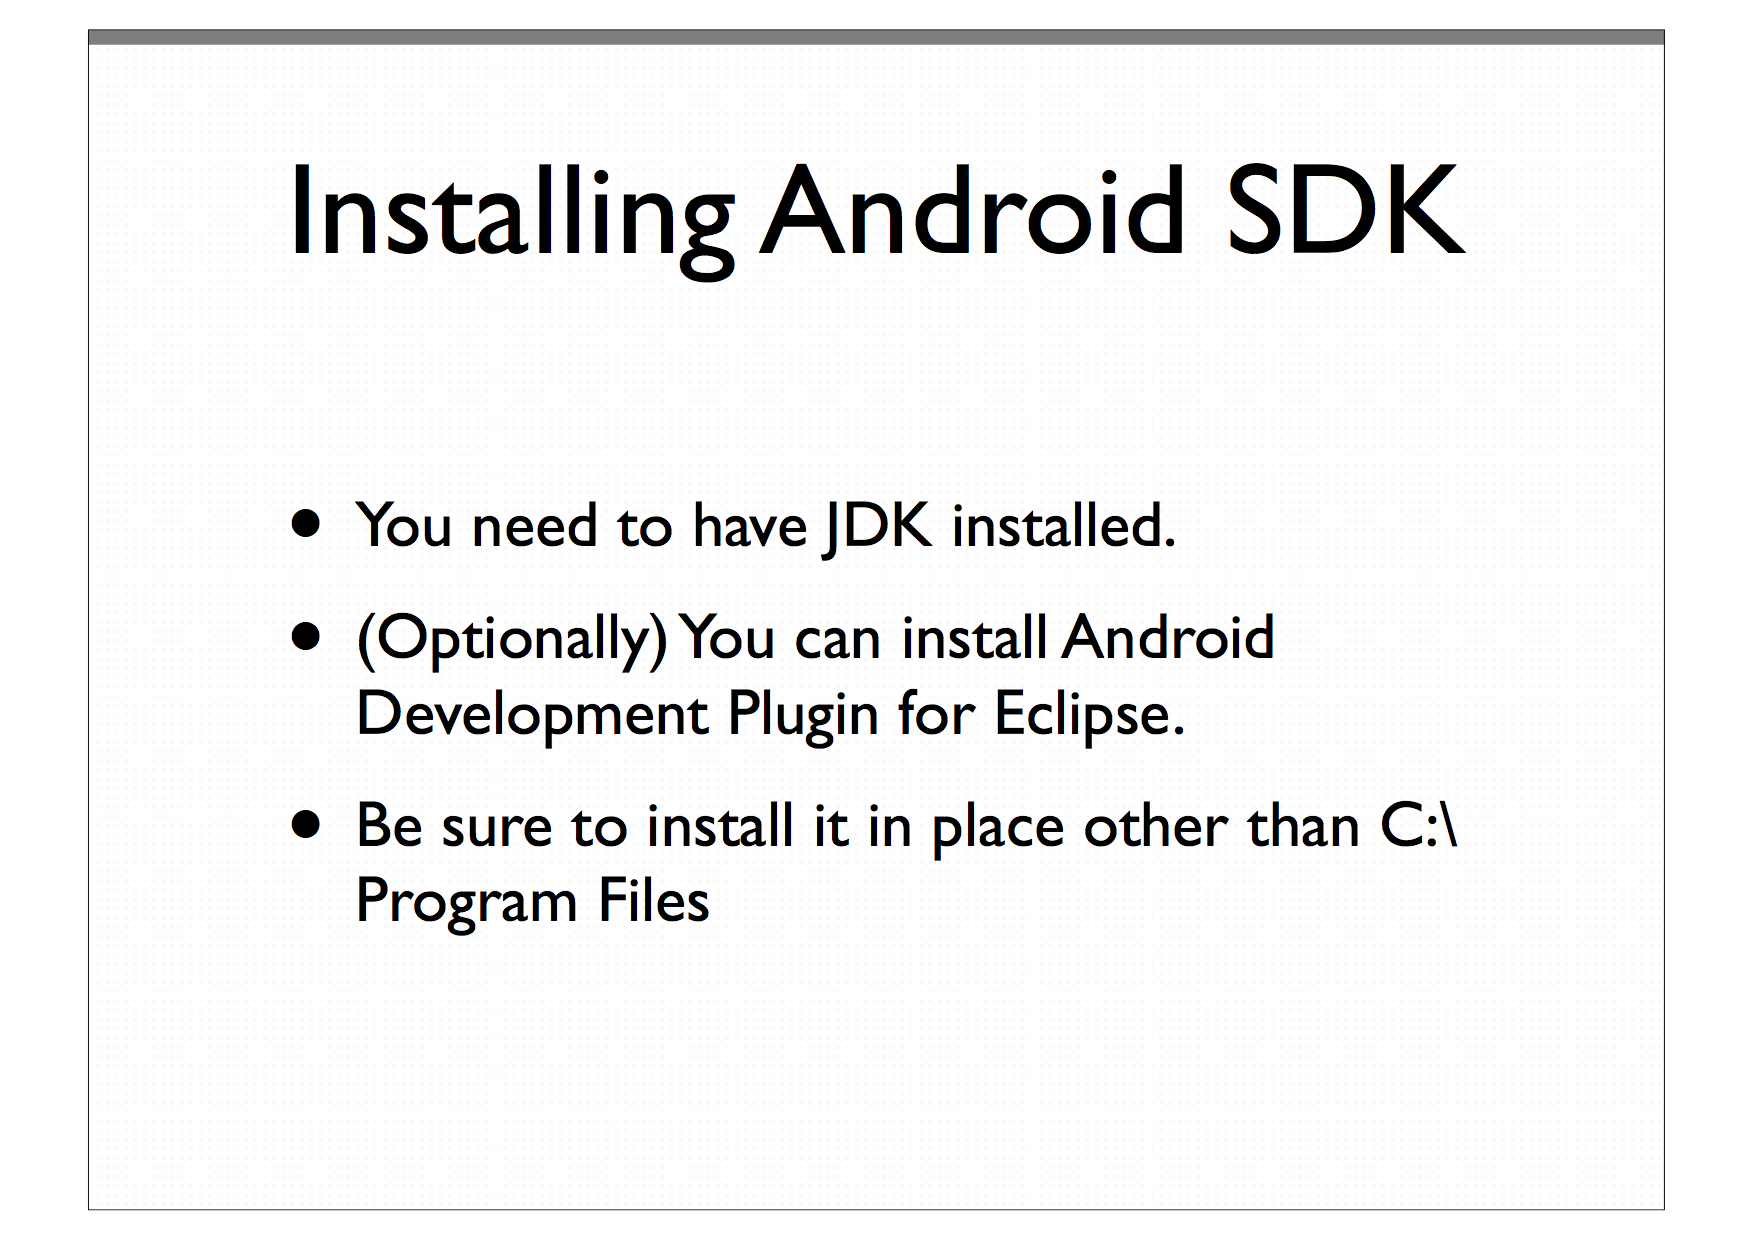 Installing Android SDK
• You need to have JDK installed.
• (Optionally) You can install Android
Development Plugin for Eclipse.
• Be sure to install it in place other than C:\
Program Files